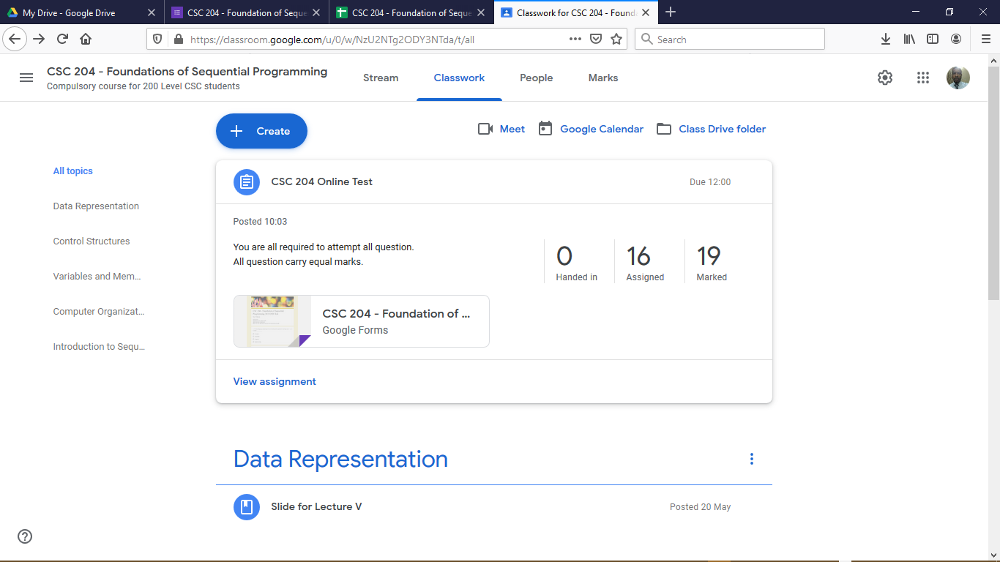 My Drive - Google Drive
CSC 204 - Foundation of Seque
CSC 204 - Foundation of Seque
Classwork for CSC 204 - Found
https://classroom.google.com/u/0/w/NzU2NTg2ODY3NTda/t/all
Search
CSC 204 - Foundations of Sequential Programming
Compulsory course for 200 Level CSC students
Stream
Classwork
People
Marks
Create
Meet
Google Calendar
Class Drive folder
All topics
Data Representation
Control Structures
Variables and Mem...
Computer Organizat...
Introduction to Sequ...
CSC 204 Online Test
Due 12:00
Posted 10:03
You are all required to attempt all question.
All question carry equal marks.
0
Handed in
16
Assigned
19
Marked
CSC 204 - Foundation of ...
Google Forms
View assignment
Data Representation
Slide for Lecture V
Posted 20 May